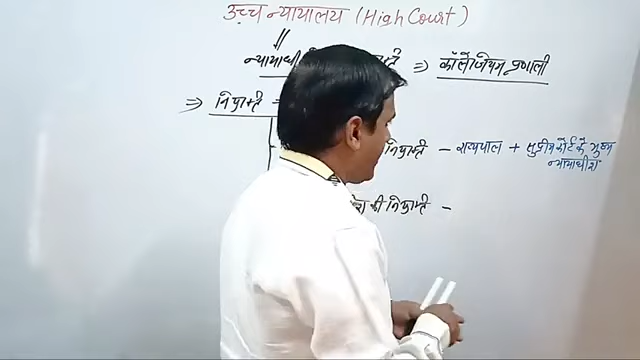 उच्च न्यायालय (High Court)
⇒ कॉलेजियम प्रणाली
⇒ नियुक्ति
नियुक्ति - राज्यपाल + सुप्रीम कोर्ट के मुख्य
न्यायाधीश
की नियुक्ति -